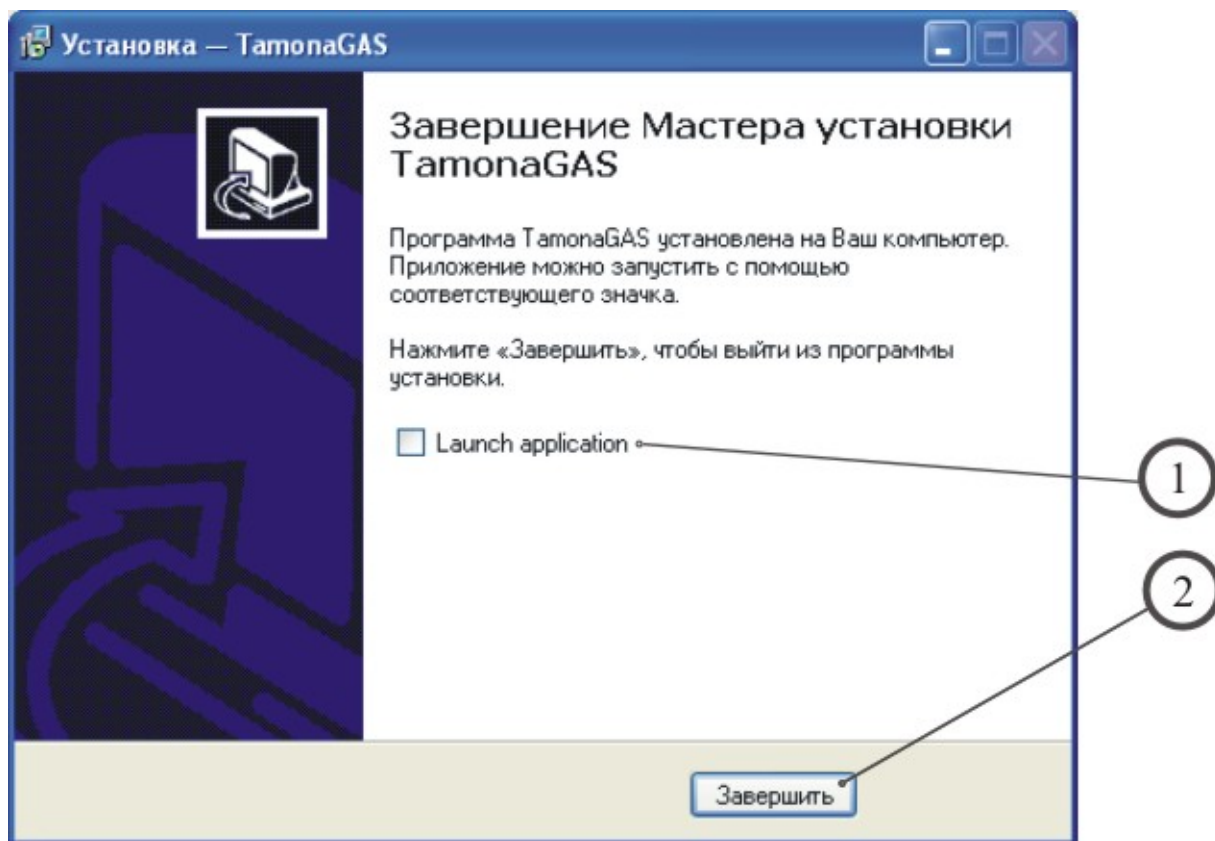 Установка — TamonaGAS
Завершение Мастера установки
TamonaGAS
Программа TamonaGAS установлена на Ваш компьютер.
Приложение можно запустить с помощью
соответствующего значка.
Нажмите «Завершить», чтобы выйти из программы
установки.
Launch application
1
2
Завершить